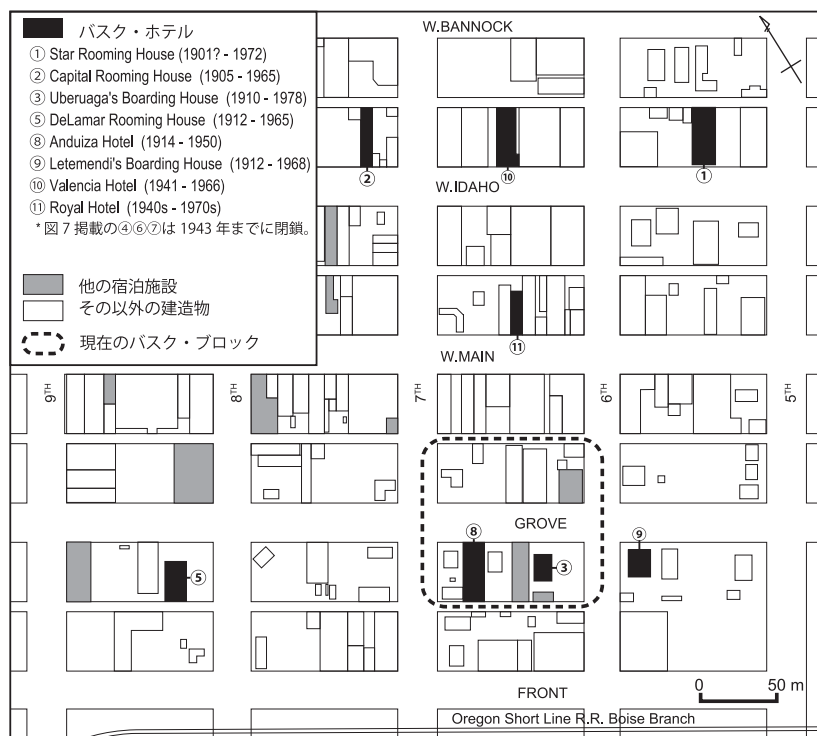 バスク・ホテル
① Star Rooming House (1901? - 1972)
② Capital Rooming House (1905 - 1965)
③ Uberuaga's Boarding House (1910 - 1978)
⑤ DeLamar Rooming House (1912 - 1965)
⑧ Anduiza Hotel (1914 - 1950)
⑨ Letemendi's Boarding House (1912 - 1968)
⑩ Valencia Hotel (1941 - 1966)
⑪ Royal Hotel (1940s - 1970s)
* 図 7 掲載の④⑥⑦は 1943 年までに閉鎖。
他の宿泊施設
その以外の建造物
現在のバスク・ブロック
W.BANNOCK
②
⑩
①
W.IDAHO
⑪
W.MAIN
9TH
8TH
7TH
6TH
5TH
GROVE
⑧
⑨
⑤
③
FRONT
0 50 m
Oregon Short Line R.R. Boise Branch